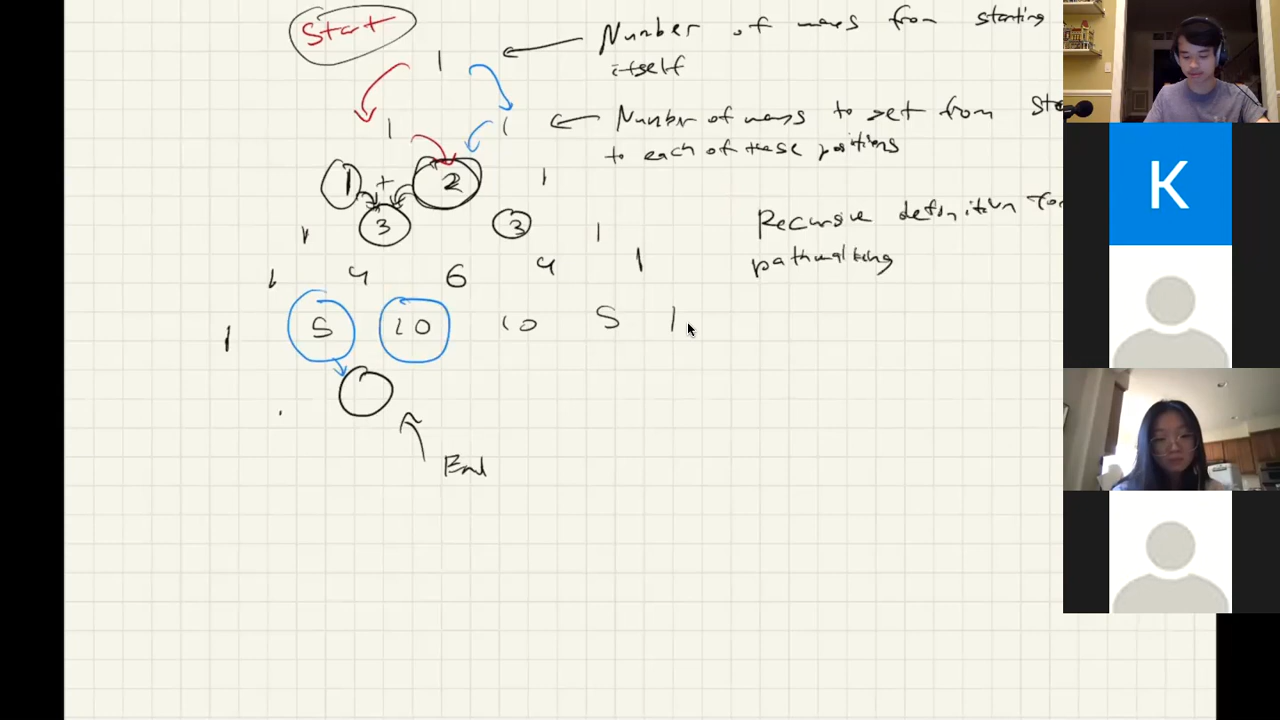 Start
Number of ways from starting
1
itself
1 1
Number of ways to get from Sta
to each of these positions
1 + 2 1
1 3 3 1
Recursive definition for
pathwalking
1 4 6 4 1
1 5 10 10 5 1
End
K